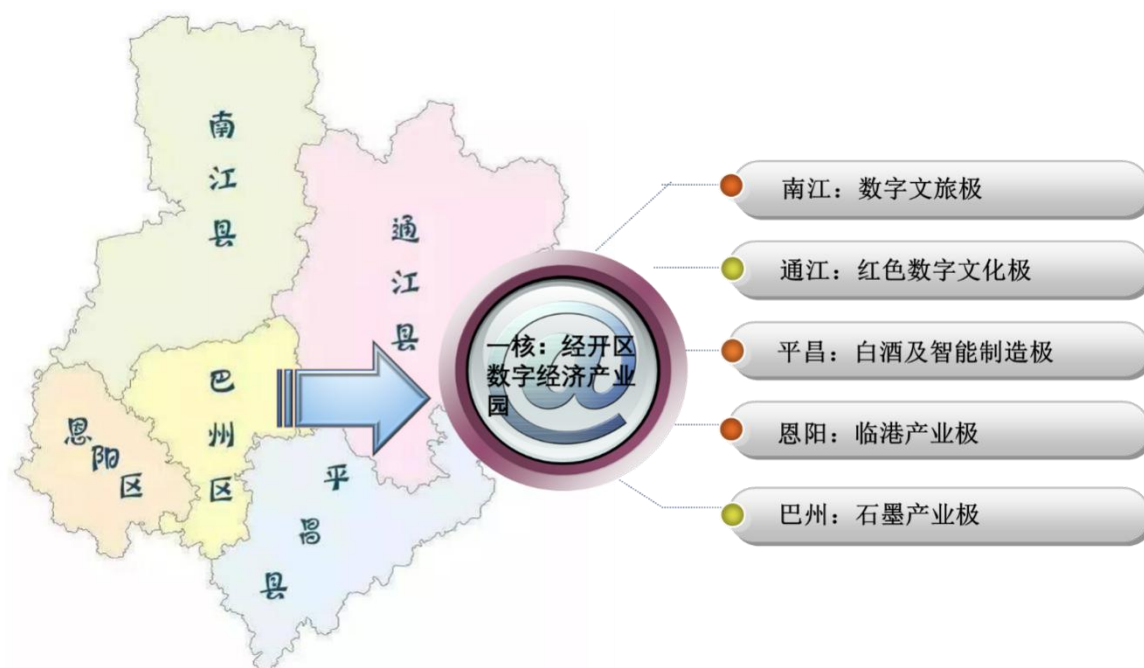 南江县
通江县
巴州区
恩阳区
平昌县
一核：经开区
数字经济产业
园
南江：数字文旅极
通江：红色数字文化极
平昌：白酒及智能制造极
恩阳：临港产业极
巴州：石墨产业极